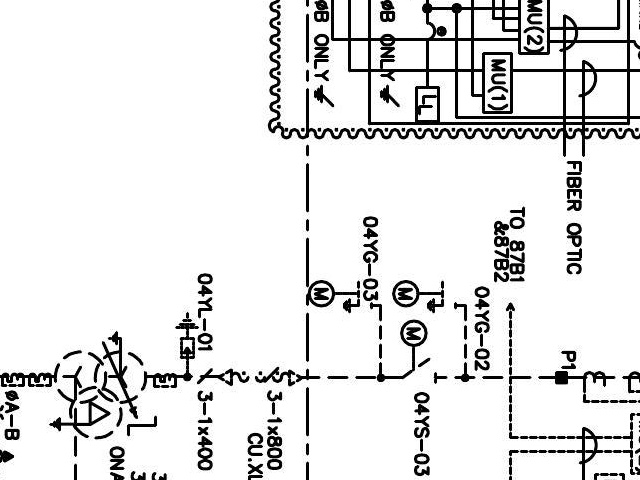 ØB ONLY
ØB ONLY
MU(2)
MU(1)
FIBER OPTIC
TO 87B1
&87B2
04YG-03
04YG-02
04YL-01
M
M
M
P1
04YS-03
3-1x800
CU.XL
3-1x400
ØA-B
ONA